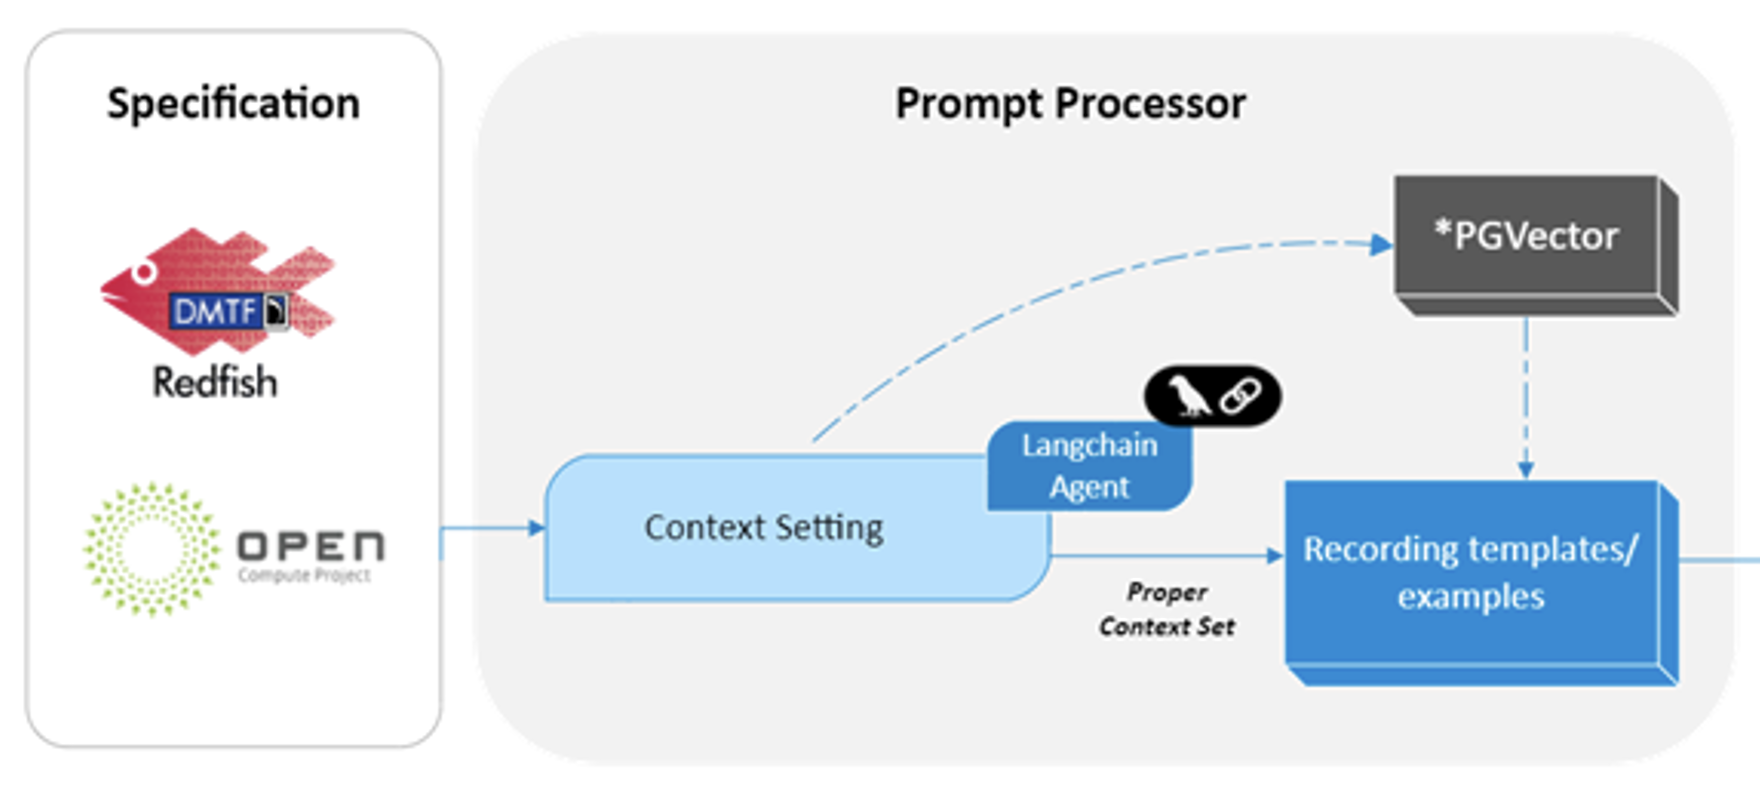 Specification
Prompt Processor
DMTF
Redfish
OPEN
Compute Project
*PGVector
Langchain
Agent
Context Setting
Proper
Context Set
Recording templates/
examples